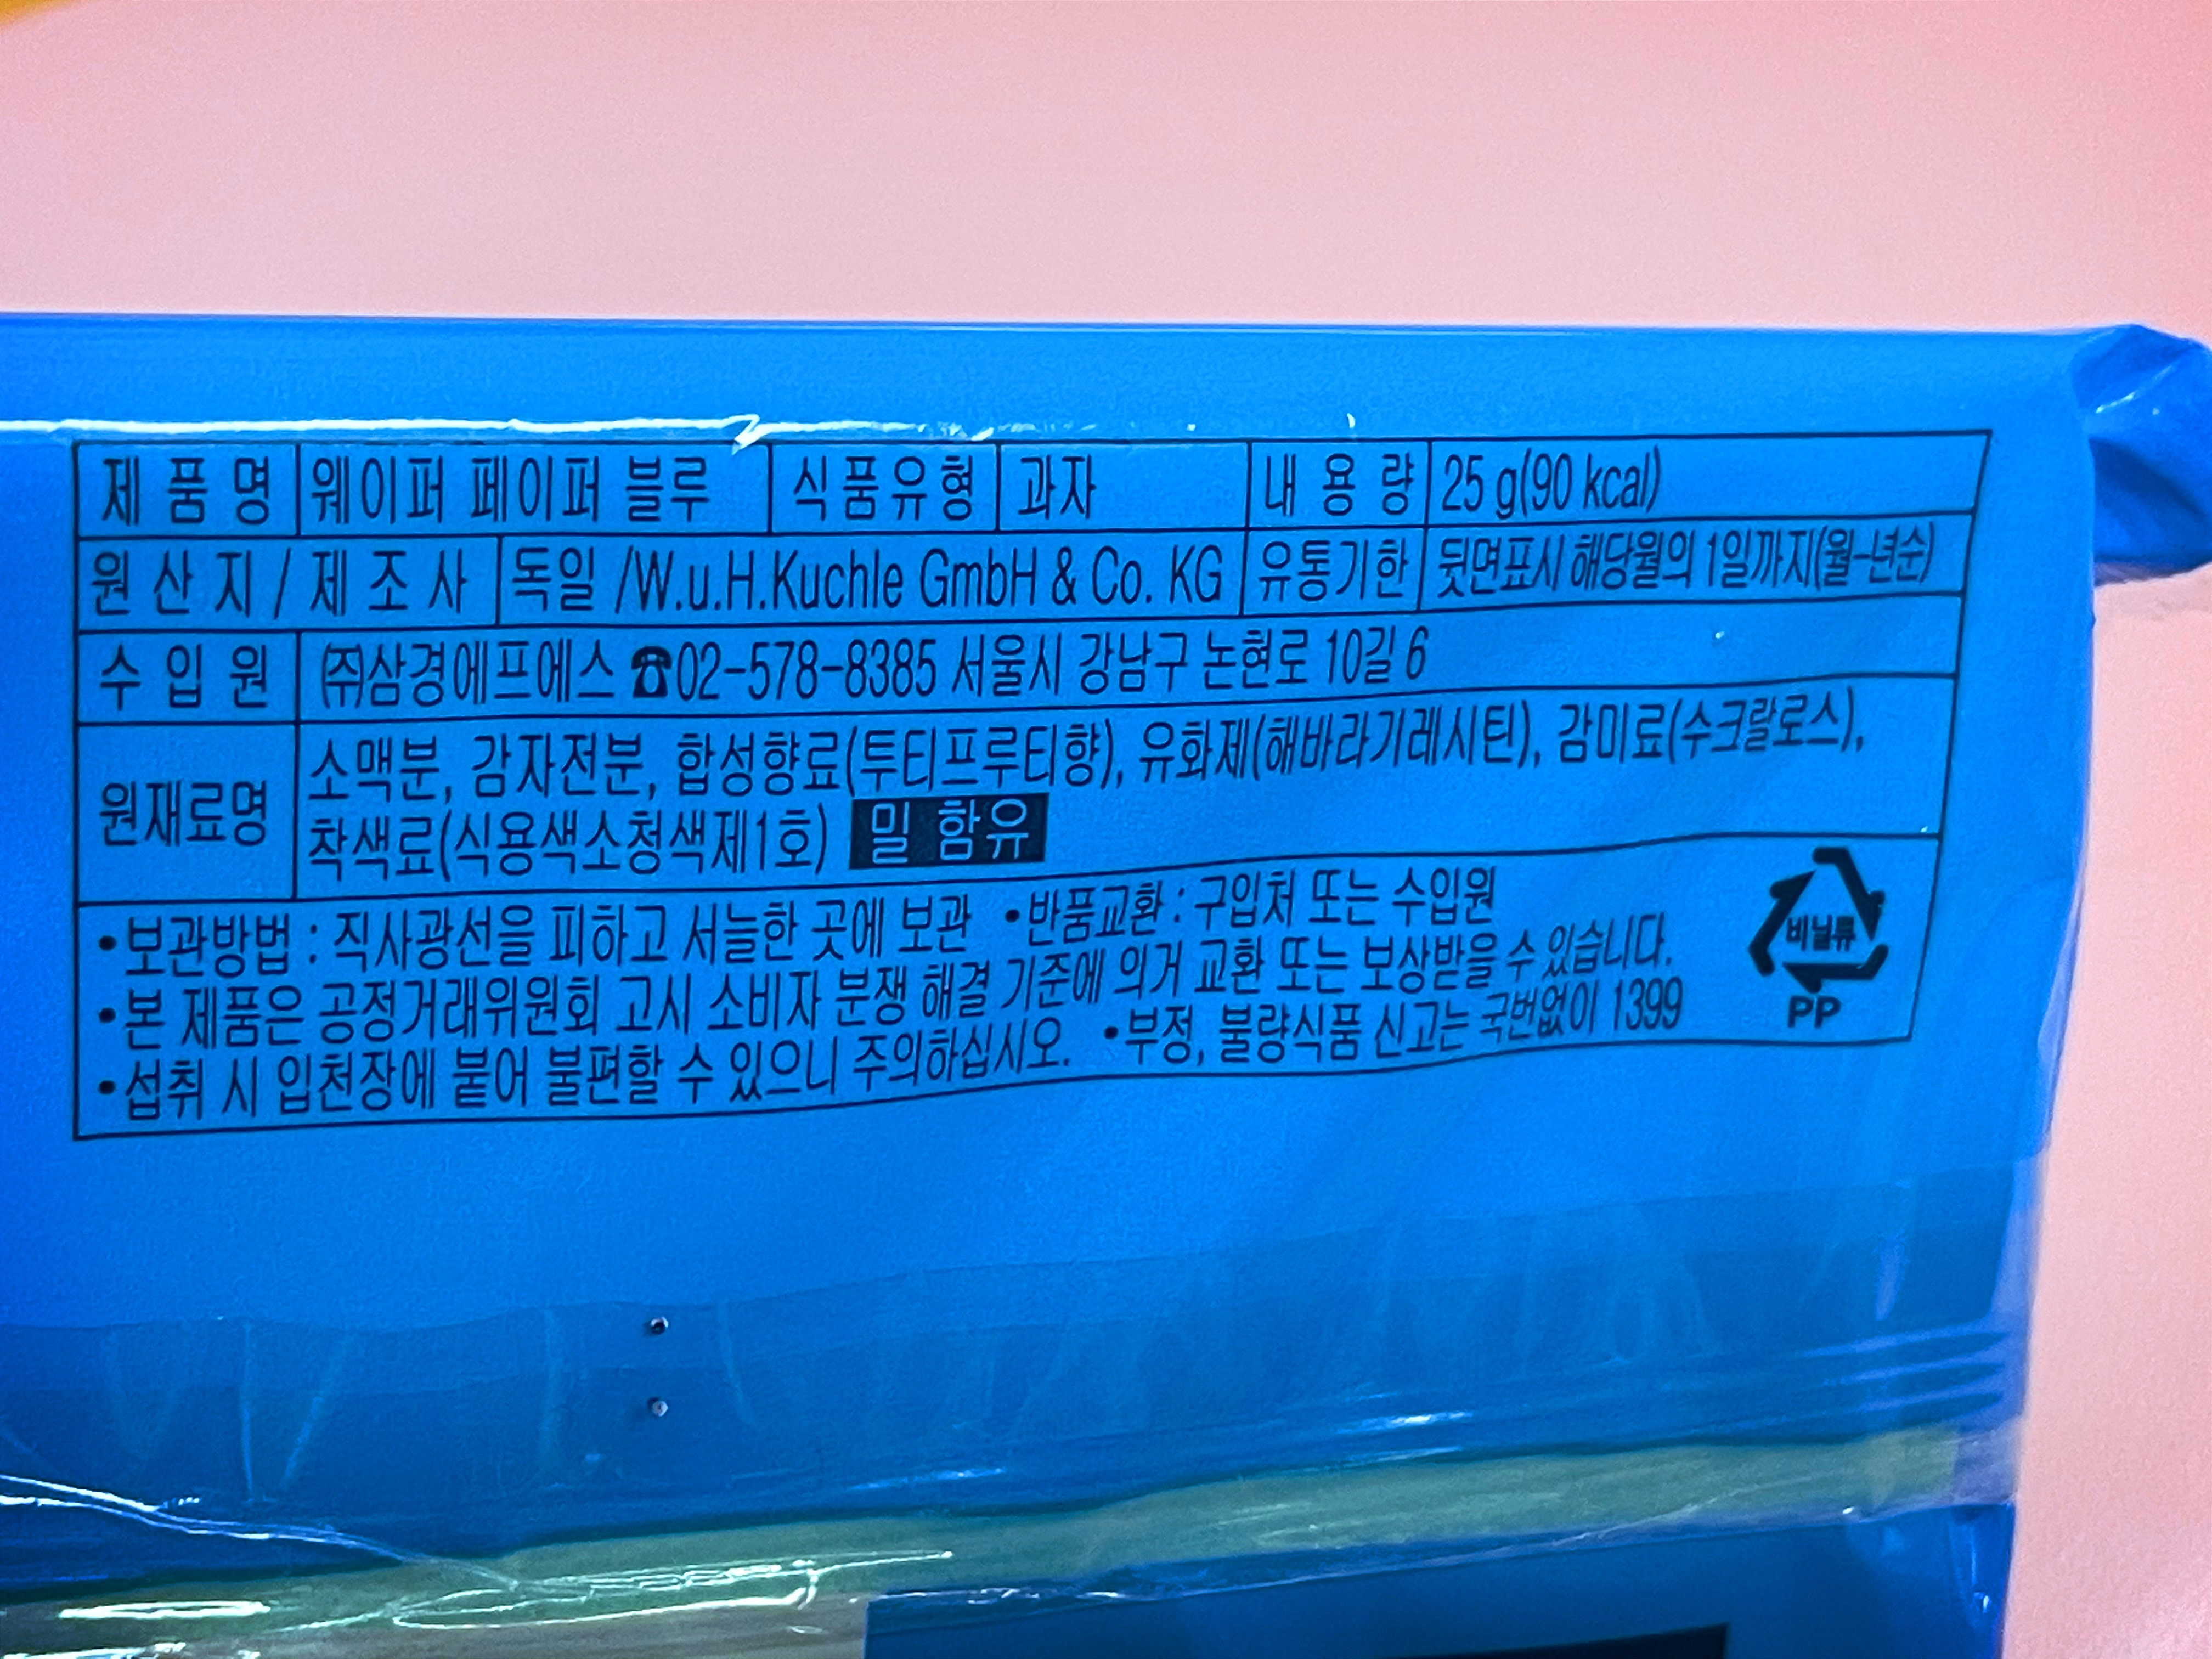 제 품 명 웨이퍼 페이퍼 블루 식품유형 과자 내 용 량 25 g(90 kcal)
원 산 지 / 제 조 사 독일 /W.u.H.Kuchle GmbH & Co. KG 유통기한 뒷면표시 해당월의 1일까지(월-년순)
수 입 원 ㈜삼경에프에스 ☎02-578-8385 서울시 강남구 논현로 10길 6
원재료명 소맥분, 감자전분, 합성향료(투티프루티향), 유화제(해바라기레시틴), 감미료(수크랄로스),
착색료(식용색소청색제1호) 밀 함유
•보관방법 : 직사광선을 피하고 서늘한 곳에 보관 •반품교환 : 구입처 또는 수입원
•본 제품은 공정거래위원회 고시 소비자 분쟁 해결 기준에 의거 교환 또는 보상받을 수 있습니다.
•섭취 시 입천장에 붙어 불편할 수 있으니 주의하십시오. •부정, 불량식품 신고는 국번없이 1399
비닐류
PP